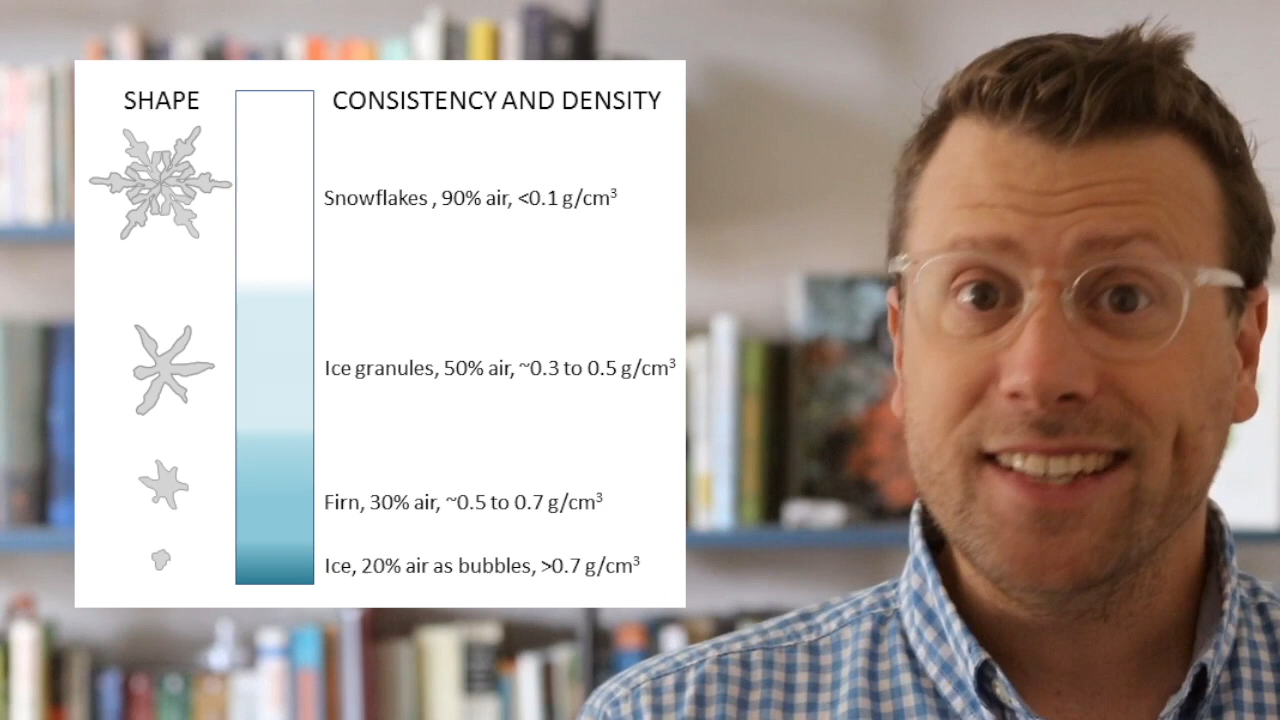 SHAPE
CONSISTENCY AND DENSITY
Snowflakes , 90% air, <0.1 g/cm³
Ice granules, 50% air, ~0.3 to 0.5 g/cm³
Firn, 30% air, ~0.5 to 0.7 g/cm³
Ice, 20% air as bubbles, >0.7 g/cm³